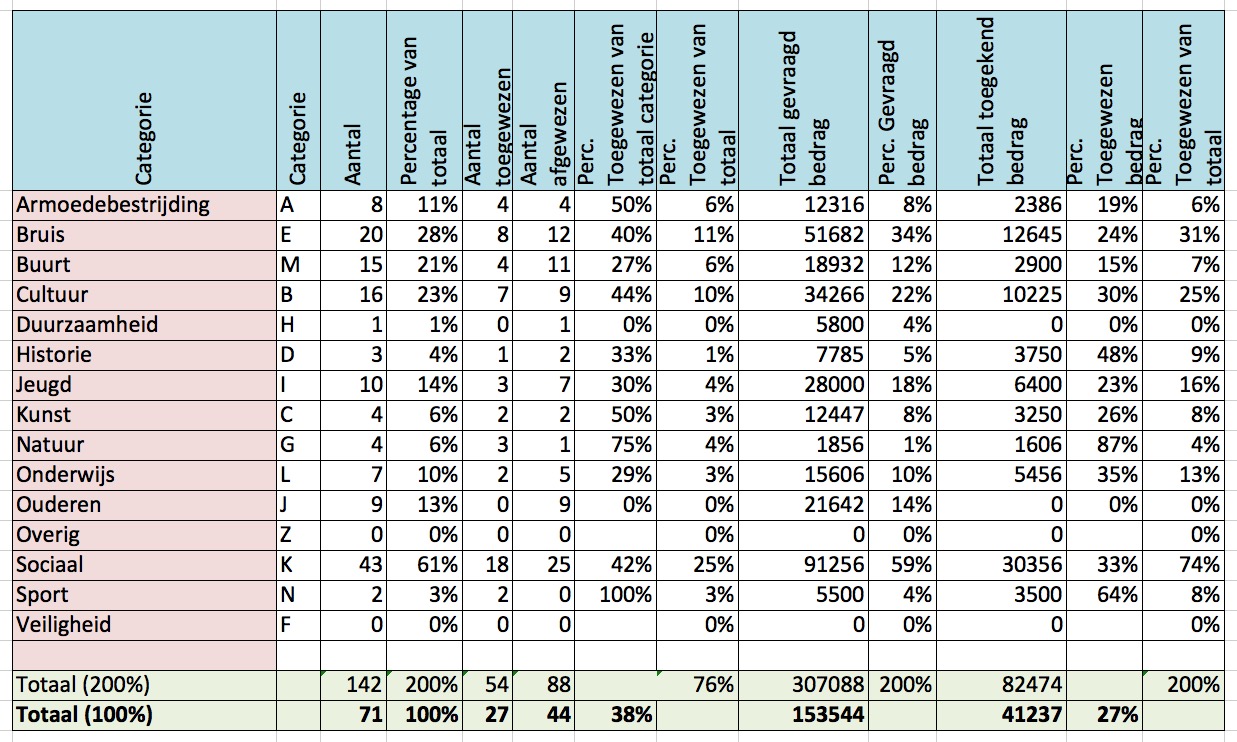 Categorie Categorie Aantal Percentage van totaal Aantal toegewezen Aantal afgewezen Perc. Toegewezen van totaal categorie Perc. Toegewezen van totaal Totaal gevraagd bedrag Perc. Gevraagd bedrag Totaal toegekend bedrag Perc. Toegewezen bedrag Perc. Toegewezen van totaal
Armoedebestrijding A 8 11% 4 4 50% 6% 12316 8% 2386 19% 6%
Bruis E 20 28% 8 12 40% 11% 51682 34% 12645 24% 31%
Buurt M 15 21% 4 11 27% 6% 18932 12% 2900 15% 7%
Cultuur B 16 23% 7 9 44% 10% 34266 22% 10225 30% 25%
Duurzaamheid H 1 1% 0 1 0% 0% 5800 4% 0 0% 0%
Historie D 3 4% 1 2 33% 1% 7785 5% 3750 48% 9%
Jeugd I 10 14% 3 7 30% 4% 28000 18% 6400 23% 16%
Kunst C 4 6% 2 2 50% 3% 12447 8% 3250 26% 8%
Natuur G 4 6% 3 1 75% 4% 1856 1% 1606 87% 4%
Onderwijs L 7 10% 2 5 29% 3% 15606 10% 5456 35% 13%
Ouderen J 9 13% 0 9 0% 0% 21642 14% 0 0% 0%
Overig Z 0 0% 0 0 0% 0 0% 0 0%
Sociaal K 43 61% 18 25 42% 25% 91256 59% 30356 33% 74%
Sport N 2 3% 2 0 100% 3% 5500 4% 3500 64% 8%
Veiligheid F 0 0% 0 0 0% 0 0% 0 0%
Totaal (200%) 142 200% 54 88 76% 307088 200% 82474 200%
Totaal (100%) 71 100% 27 44 38% 153544 41237 27%